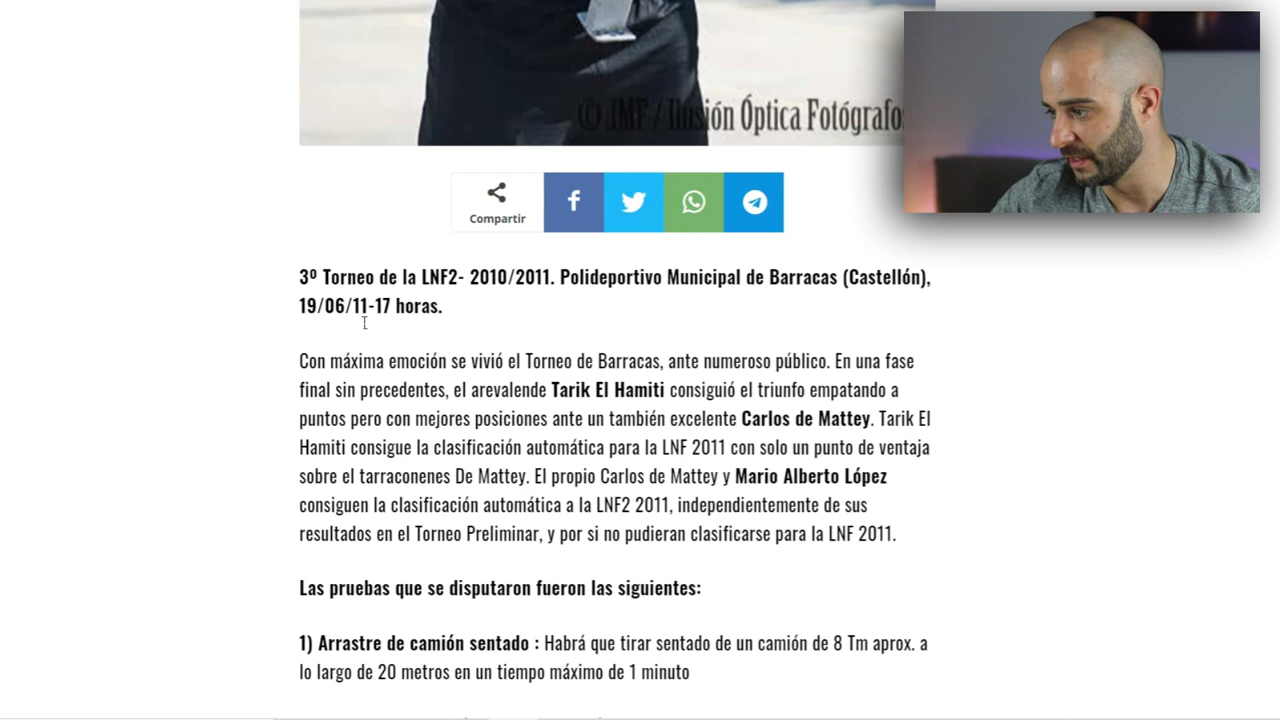 © JMF / Ilusión Óptica Fotógrafos
Compartir
3º Torneo de la LNF2- 2010/2011. Polideportivo Municipal de Barracas (Castellón),
19/06/11-17 horas.
Con máxima emoción se vivió el Torneo de Barracas, ante numeroso público. En una fase
final sin precedentes, el arevalende Tarik El Hamiti consiguió el triunfo empatando a
puntos pero con mejores posiciones ante un también excelente Carlos de Mattey. Tarik El
Hamiti consigue la clasificación automática para la LNF 2011 con solo un punto de ventaja
sobre el tarraconenes De Mattey. El propio Carlos de Mattey y Mario Alberto López
consiguen la clasificación automática a la LNF2 2011, independientemente de sus
resultados en el Torneo Preliminar, y por si no pudieran clasificarse para la LNF 2011.
Las pruebas que se disputaron fueron las siguientes:
1) Arrastre de camión sentado : Habrá que tirar sentado de un camión de 8 Tm aprox. a
lo largo de 20 metros en un tiempo máximo de 1 minuto